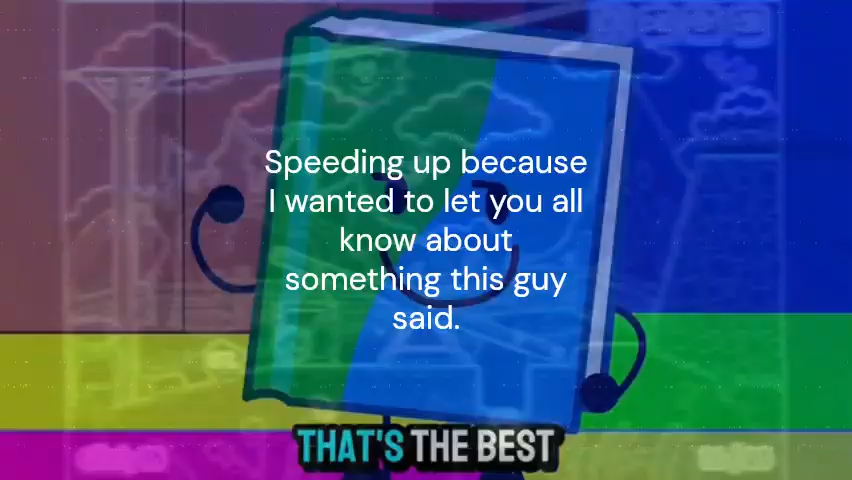 Speeding up because
I wanted to let you all
know about
something this guy
said.
THAT'S THE BEST